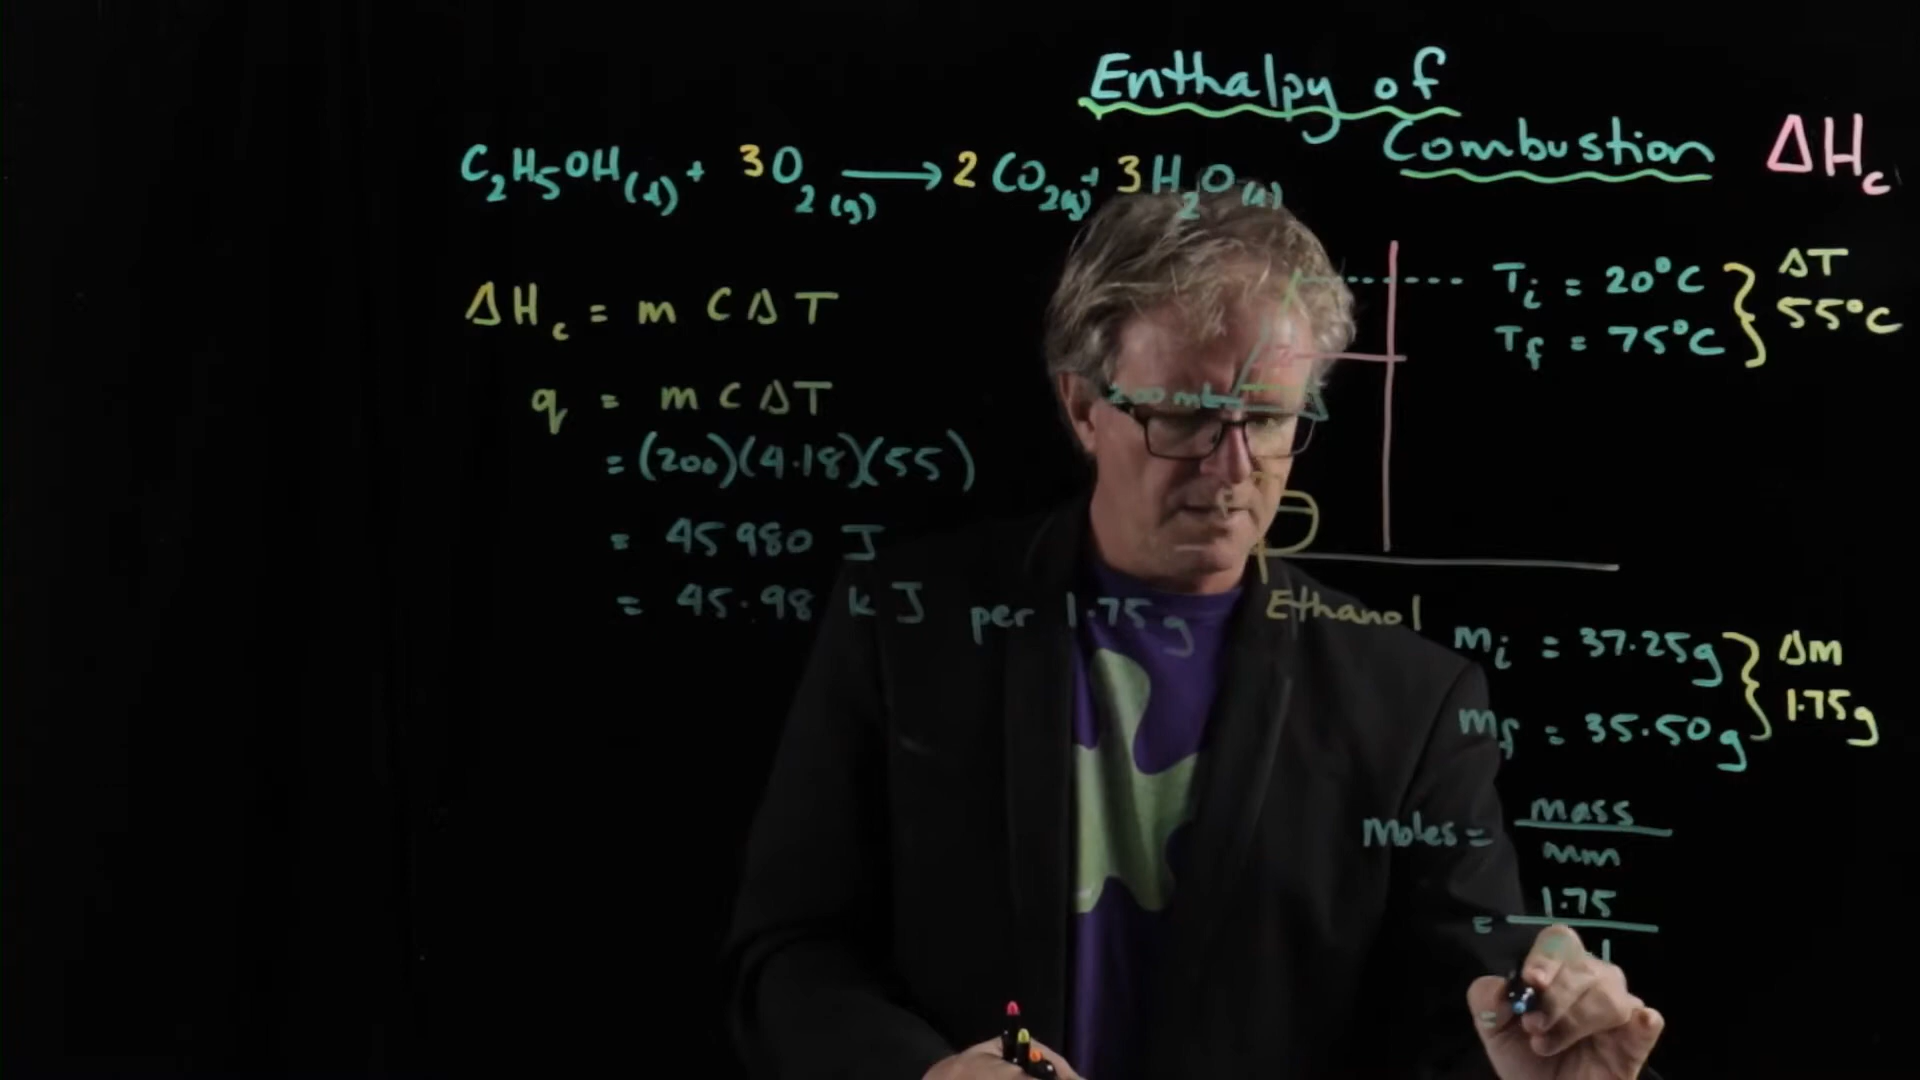 Enthalpy of
Combustion ΔHc
C2H5OH(l) + 3O2(g) ⟶ 2CO2(g) + 3H2O(l)
ΔHc = m C Δ T
q = m C Δ T
= (200)(4.18)(55)
= 45980 J
= 45.98 kJ per 1.75g
Ti = 20°C
Tf = 75°C
ΔT
55°C
200 mL
Ethanol
mi = 37.25g
mf = 35.50g
Δm
1.75g
Moles = mass
mm
= 1.75
=